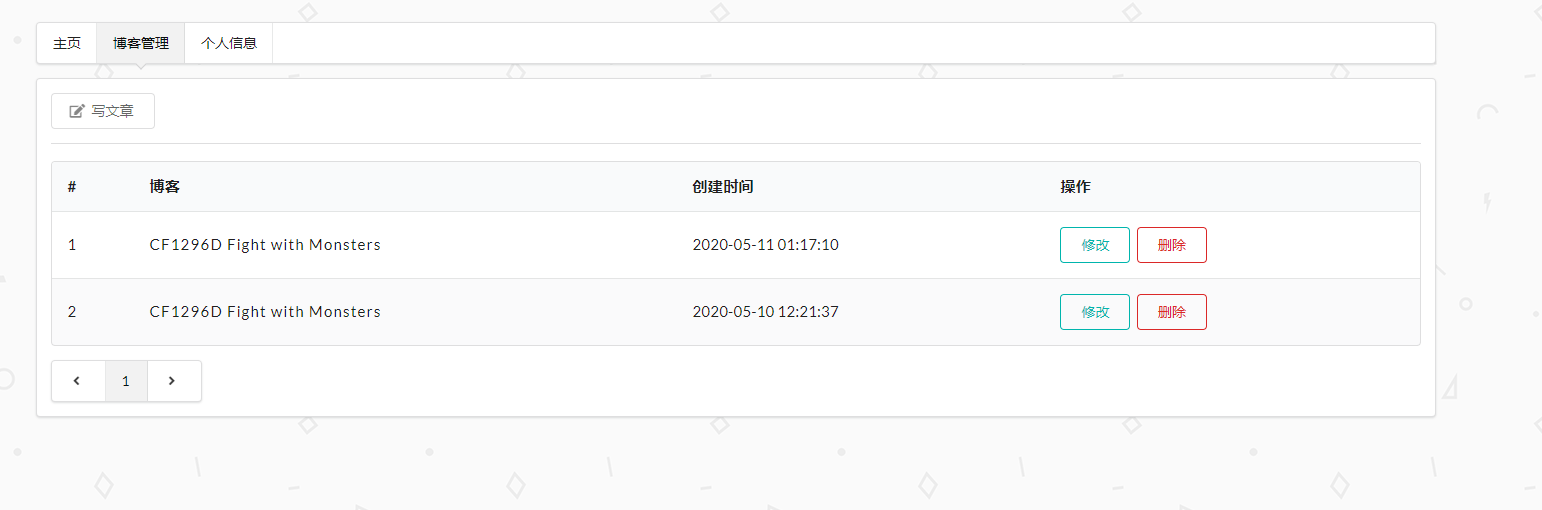 主页 博客管理 个人信息
写文章
# 博客 创建时间 操作
1 CF1296D Fight with Monsters 2020-05-11 01:17:10 修改 删除
2 CF1296D Fight with Monsters 2020-05-10 12:21:37 修改 删除
1